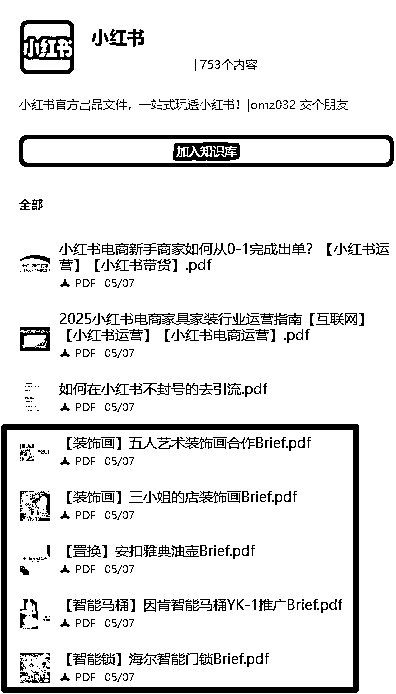 小红书
小红书
| 753个内容
小红书官方出品文件，一站式玩透小红书！|omz032 交个朋友
加入知识库
全部
小红书电商新手商家如何从0-1完成出单？【小红书运
营】【小红书带货】.pdf
PDF 05/07
2025小红书电商家具家装行业运营指南【互联网】
【小红书运营】【小红书电商运营】.pdf
PDF 05/07
如何在小红书不封号的去引流.pdf
PDF 05/07
【装饰画】五人艺术装饰画合作Brief.pdf
PDF 05/07
【装饰画】三小姐的店装饰画Brief.pdf
PDF 05/07
【置换】安扣雅典油壶Brief.pdf
PDF 05/07
【智能马桶】因肯智能马桶YK-1推广Brief.pdf
PDF 05/07
【智能锁】海尔智能门锁Brief.pdf
PDF 05/07